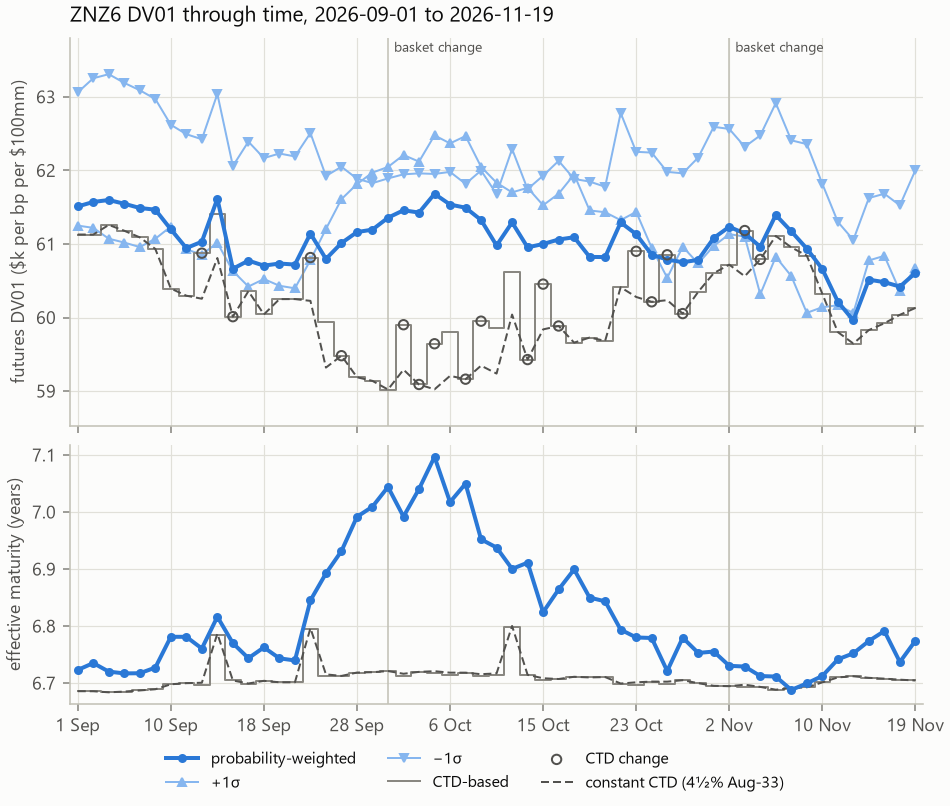 ZNZ6 DV01 through time, 2026-09-01 to 2026-11-19
basket change
basket change
futures DV01 ($k per bp per $100mm)
63
62
61
60
59
effective maturity (years)
7.1
7.0
6.9
6.8
6.7
1 Sep 10 Sep 18 Sep 28 Sep 6 Oct 15 Oct 23 Oct 2 Nov 10 Nov 19 Nov
probability-weighted −1σ CTD change
+1σ CTD-based constant CTD (4½% Aug-33)